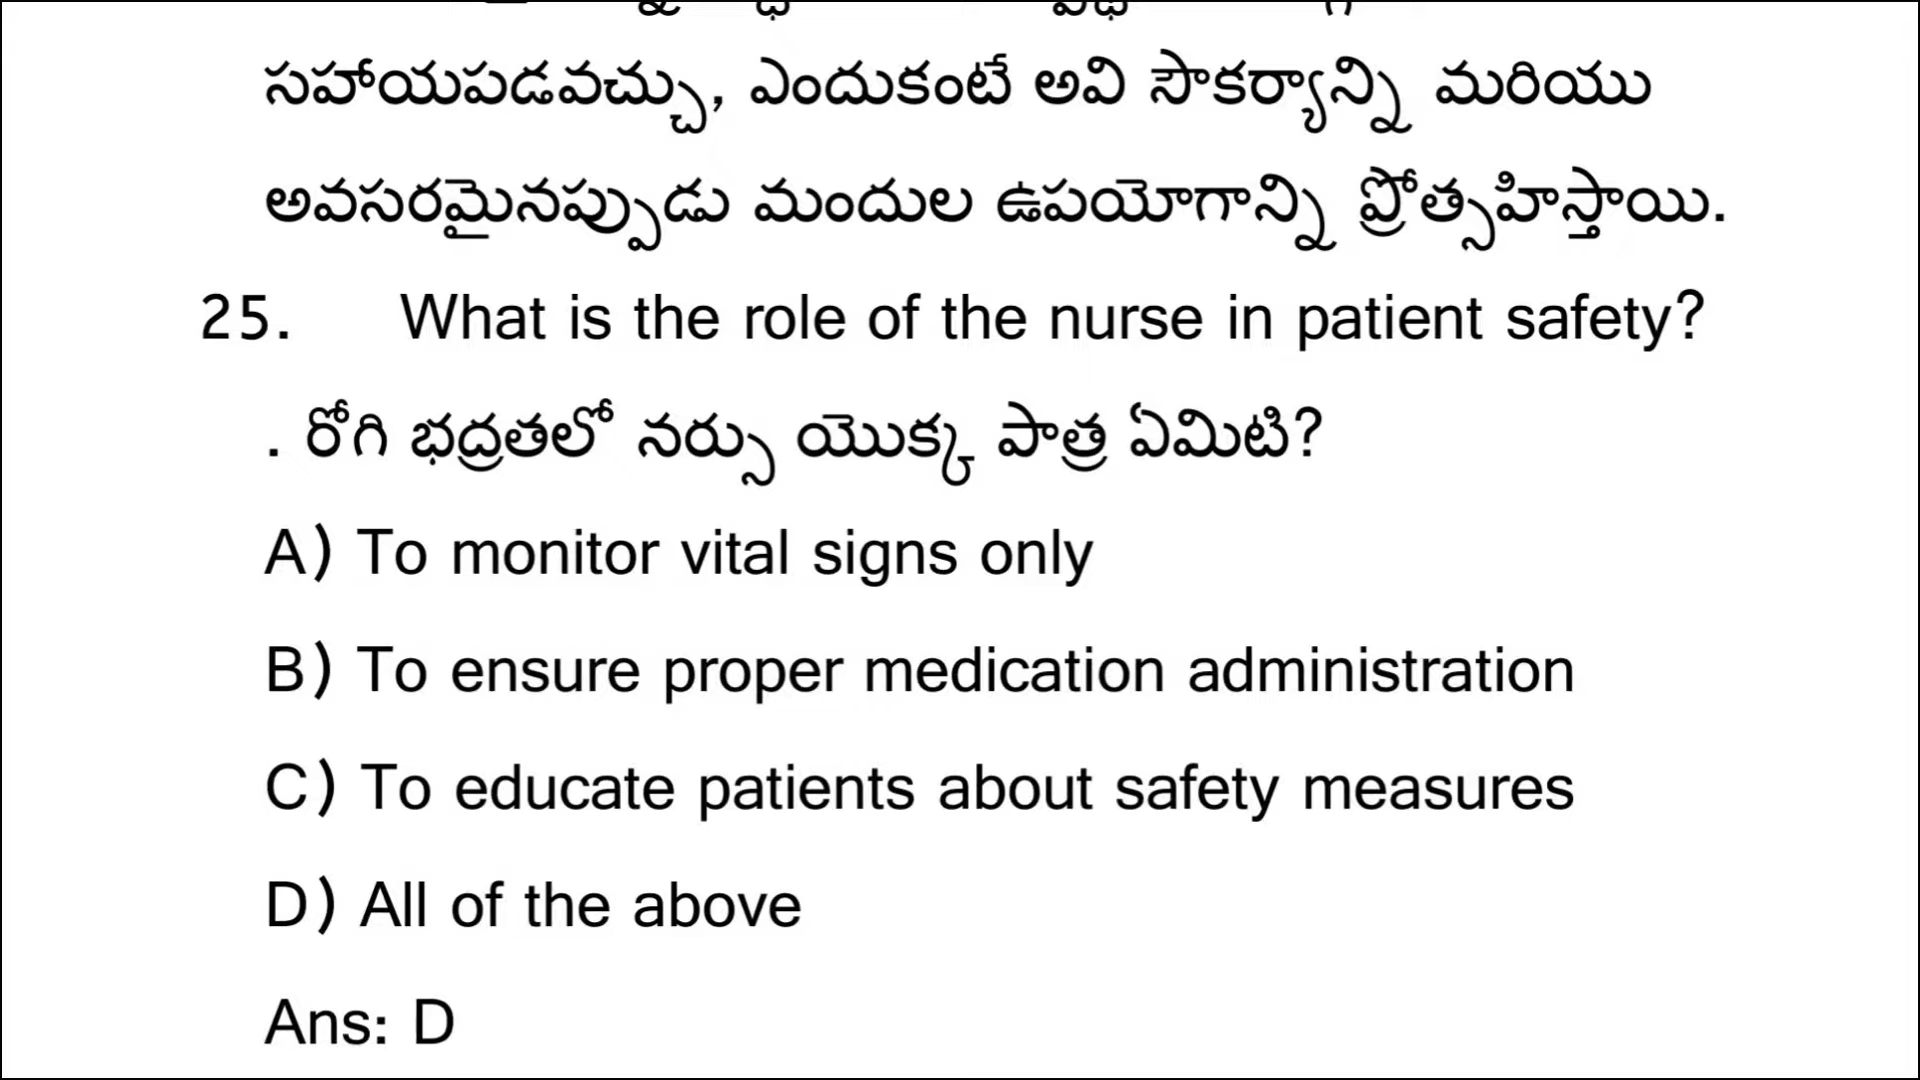 సహాయపడవచ్చు, ఎందుకంటే అవి సౌకర్యాన్ని మరియు
అవసరమైనప్పుడు మందుల ఉపయోగాన్ని ప్రోత్సహిస్తాయి.
25. What is the role of the nurse in patient safety?
. రోగి భద్రతలో నర్సు యొక్క పాత్ర ఏమిటి?
A) To monitor vital signs only
B) To ensure proper medication administration
C) To educate patients about safety measures
D) All of the above
Ans: D